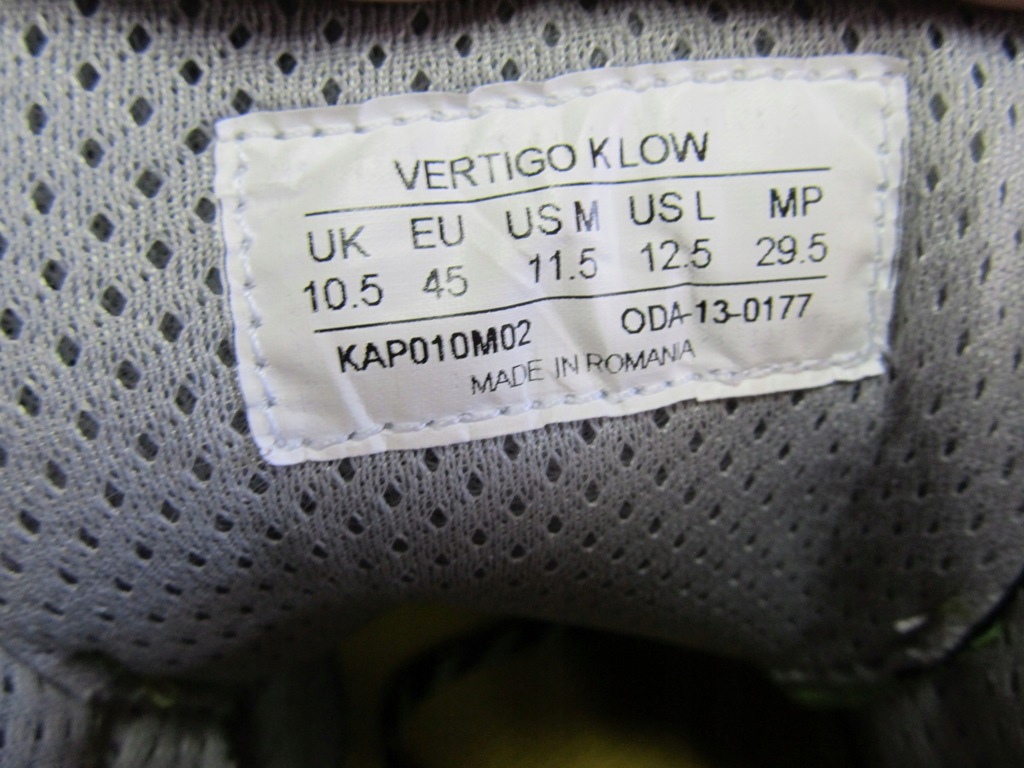 VERTIGO K LOW
UK EU US M US L MP
10.5 45 11.5 12.5 29.5
KAP010M02 ODA-13-0177
MADE IN ROMANIA